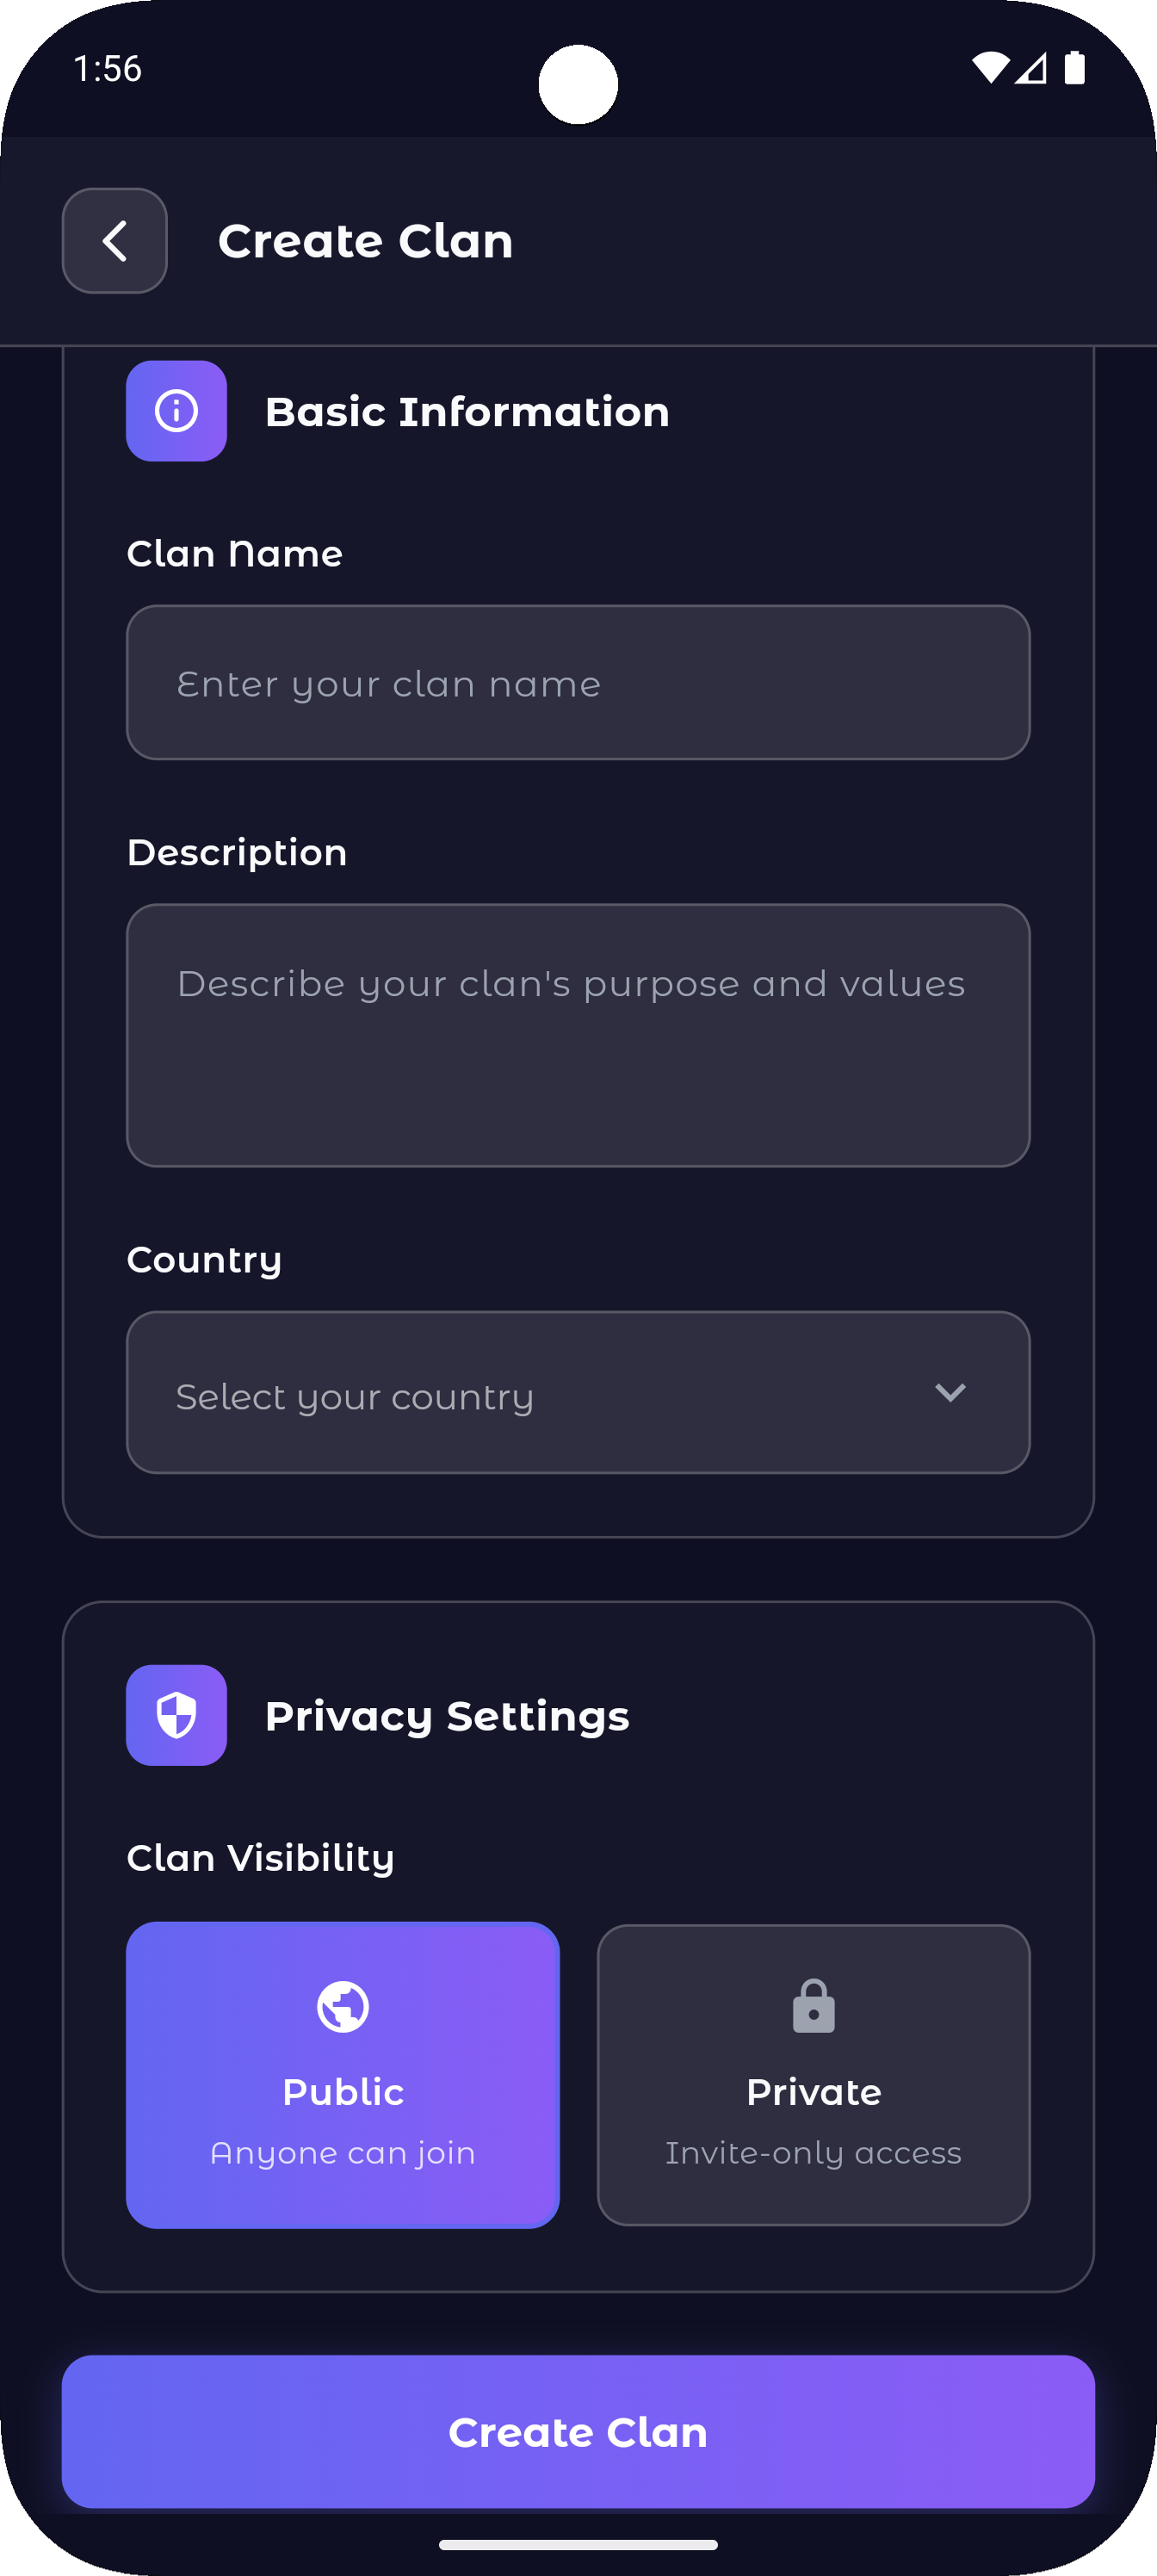 1:56
Create Clan
Basic Information
Clan Name
Enter your clan name
Description
Describe your clan's purpose and values
Country
Select your country
Privacy Settings
Clan Visibility
Public
Anyone can join
Private
Invite-only access
Create Clan